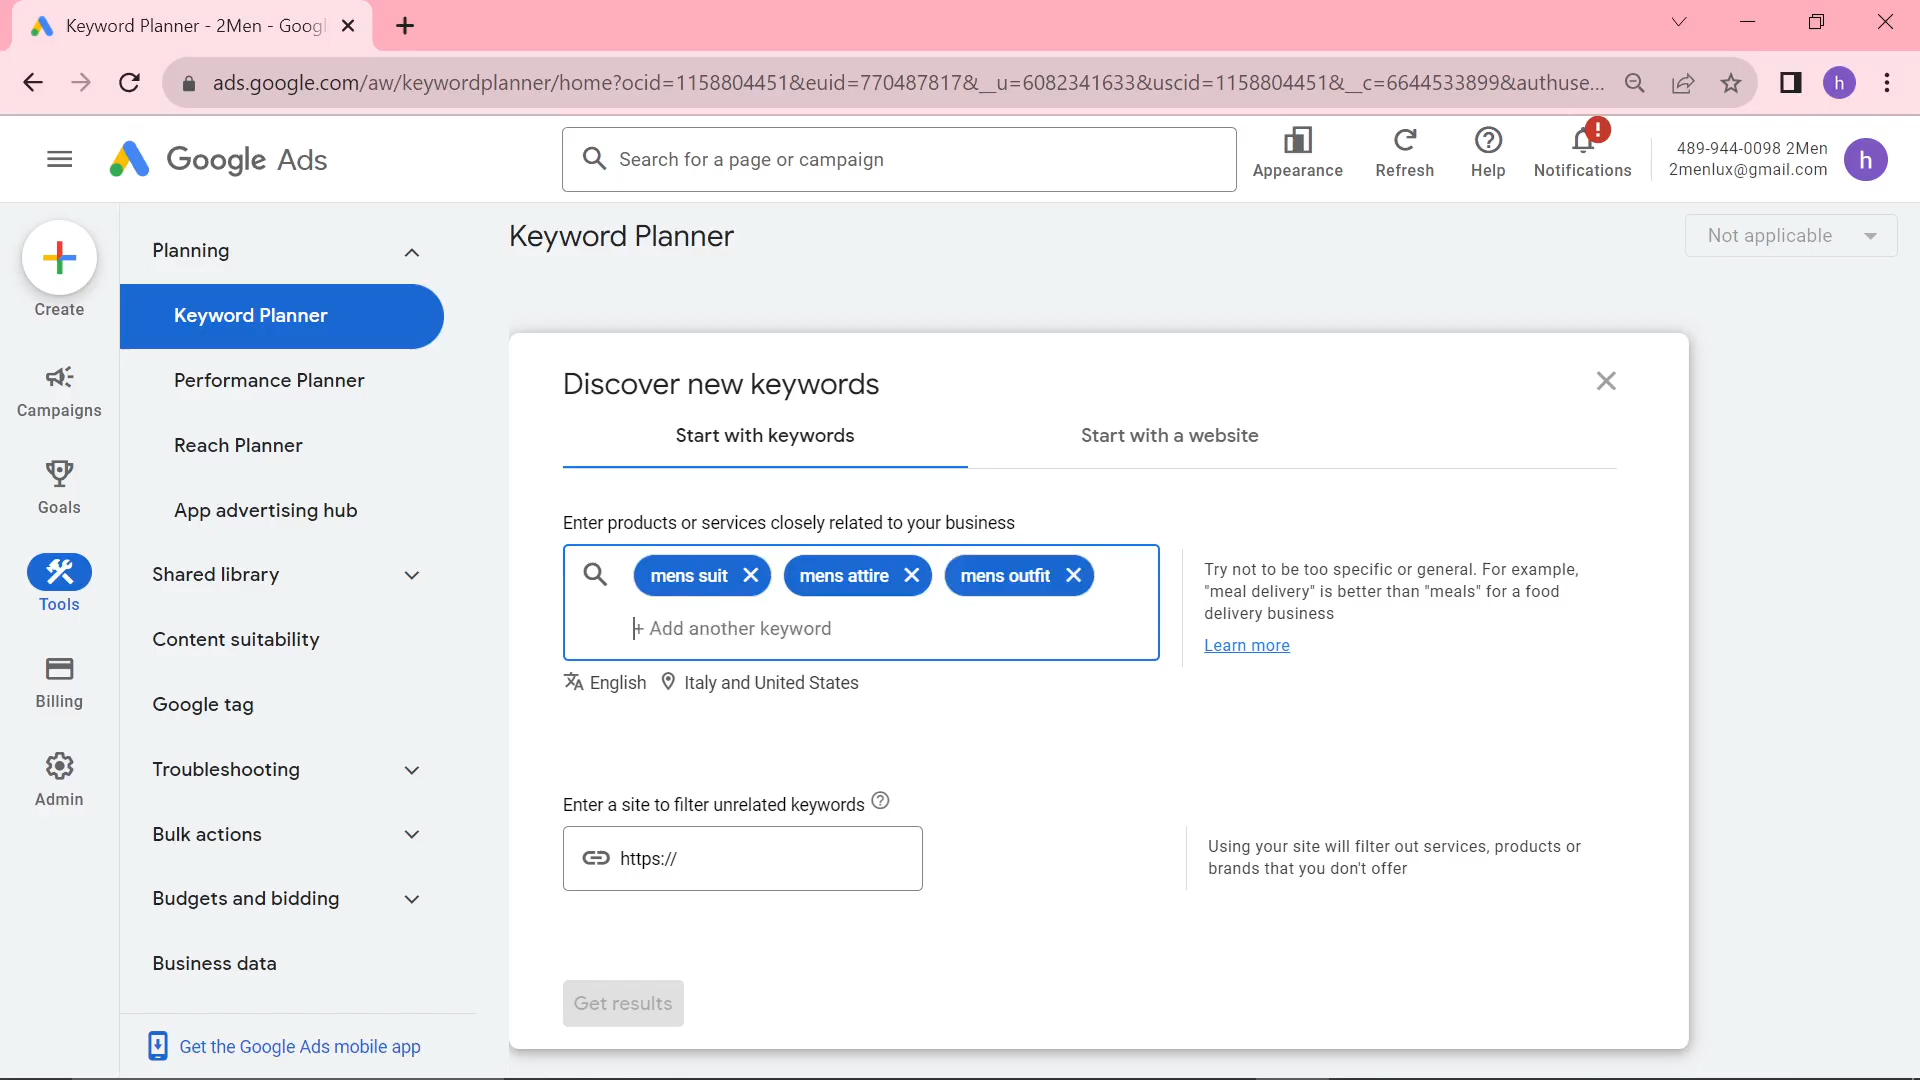 Keyword Planner - 2Men - Googl
ads.google.com/aw/keywordplanner/home?ocid=1158804451&euid=770487817&__u=6082341633&uscid=1158804451&__c=6644533899&authuse...
h
Google Ads
Search for a page or campaign
Appearance
Refresh
Help
!
Notifications
489-944-0098 2Men
2menlux@gmail.com
h
Create
Campaigns
Goals
Tools
Billing
Admin
Planning
Keyword Planner
Performance Planner
Reach Planner
App advertising hub
Shared library
Content suitability
Google tag
Troubleshooting
Bulk actions
Budgets and bidding
Business data
Get the Google Ads mobile app
Keyword Planner
Not applicable
Discover new keywords
Start with keywords
Start with a website
Enter products or services closely related to your business
mens suit
mens attire
mens outfit
+ Add another keyword
English
Italy and United States
Try not to be too specific or general. For example,
"meal delivery" is better than "meals" for a food
delivery business
Learn more
Enter a site to filter unrelated keywords
https://
Using your site will filter out services, products or
brands that you don't offer
Get results